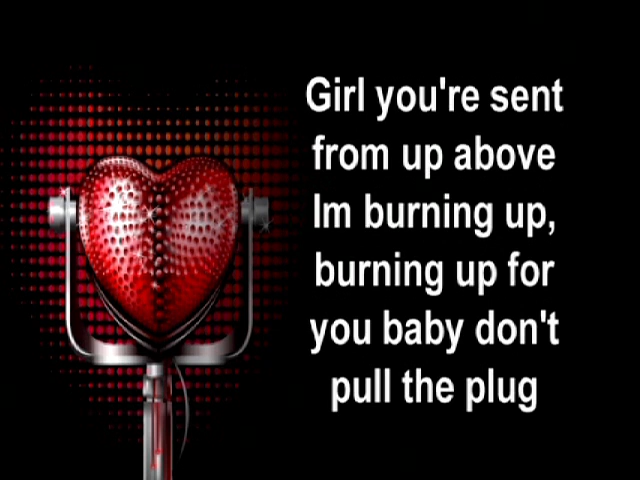 Girl you're sent
from up above
Im burning up,
burning up for
you baby don't
pull the plug